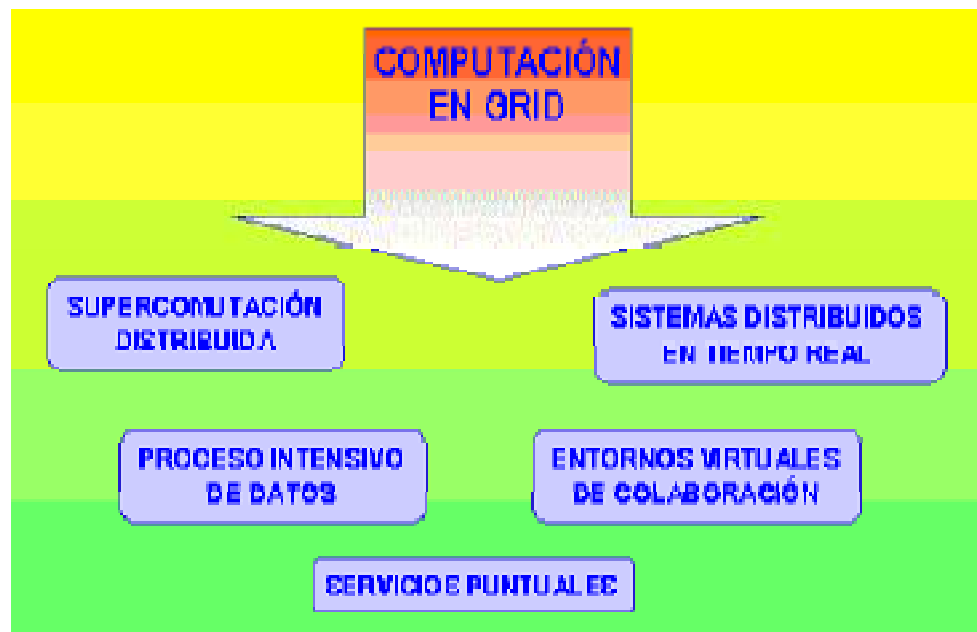 COMPUTACIÓN
EN GRID
SUPERCOMUTACIÓN
DISTRIBUIDA
SISTEMAS DISTRIBUIDOS
EN TIEMPO REAL
PROCESO INTENSIVO
DE DATOS
ENTORNOS VIRTUALES
DE COLABORACIÓN
SERVICIOS PUNTUALES